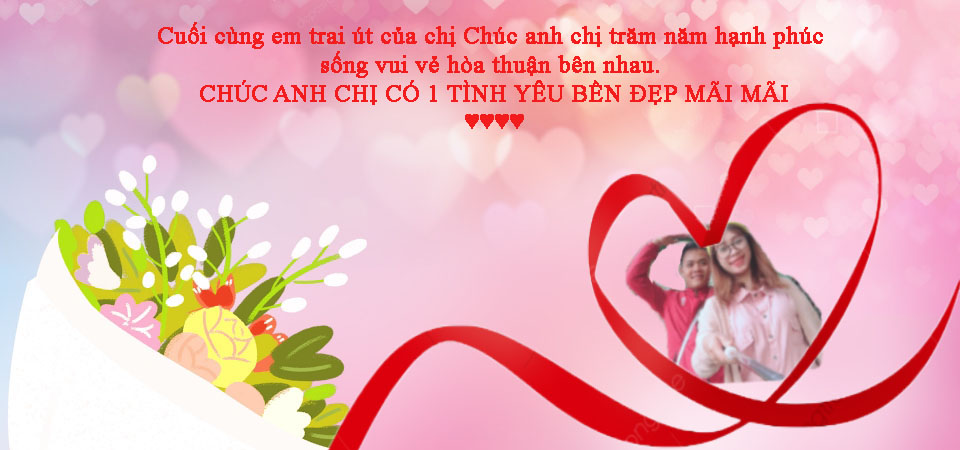 Cuối cùng em trai út của chị Chúc anh chị trăm năm hạnh phúc
sống vui vẻ hòa thuận bên nhau.
CHÚC ANH CHỊ CÓ 1 TÌNH YÊU BỀN ĐẸP MÃI MÃI
♥♥♥♥